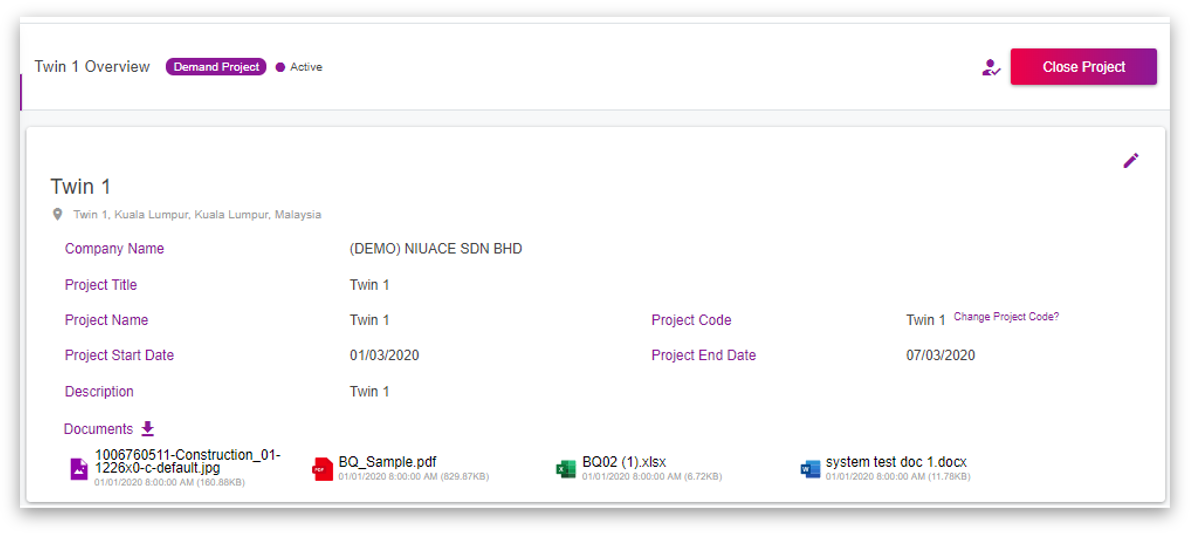 Twin 1 Overview Demand Project Active Close Project
Twin 1
Twin 1, Kuala Lumpur, Kuala Lumpur, Malaysia
Company Name (DEMO) NIUACE SDN BHD
Project Title Twin 1
Project Name Twin 1 Project Code Twin 1 Change Project Code?
Project Start Date 01/03/2020 Project End Date 07/03/2020
Description Twin 1
Documents
1006760511-Construction_01-
1226x0-c-default.jpg
01/01/2020 8:00:00 AM (160.88KB)
PDF
BQ_Sample.pdf
01/01/2020 8:00:00 AM (829.87KB)
X
BQ02 (1).xlsx
01/01/2020 8:00:00 AM (6.72KB)
W
system test doc 1.docx
01/01/2020 8:00:00 AM (11.78KB)